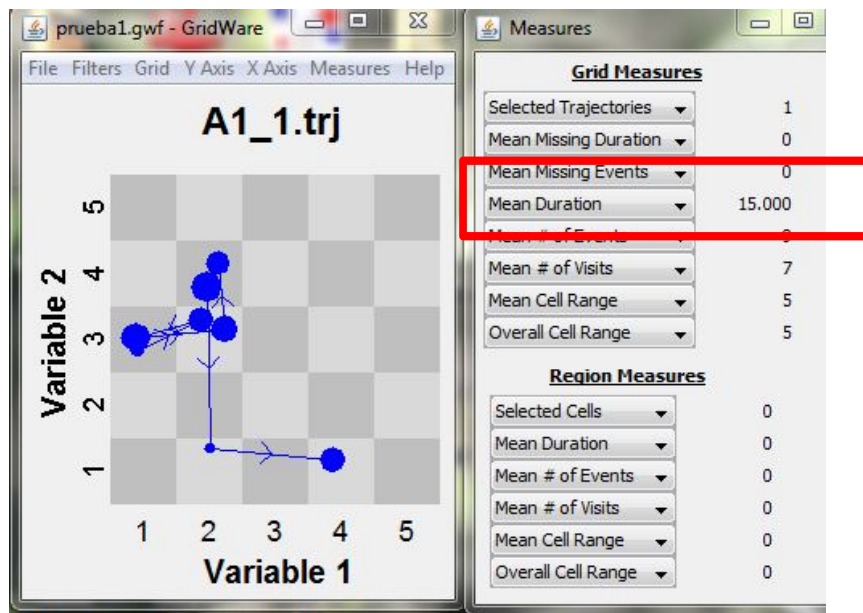 prueba1.gwf - GridWare
File Filters Grid Y Axis X Axis Measures Help
A1_1.trj
Variable 2
5
4
3
2
1
1 2 3 4 5
Variable 1
Measures
Grid Measures
Selected Trajectories 1
Mean Missing Duration 0
Mean Missing Events 0
Mean Duration 15.000
Mean # of Events
Mean # of Visits 7
Mean Cell Range 5
Overall Cell Range 5
Region Measures
Selected Cells 0
Mean Duration 0
Mean # of Events 0
Mean # of Visits 0
Mean Cell Range 0
Overall Cell Range 0